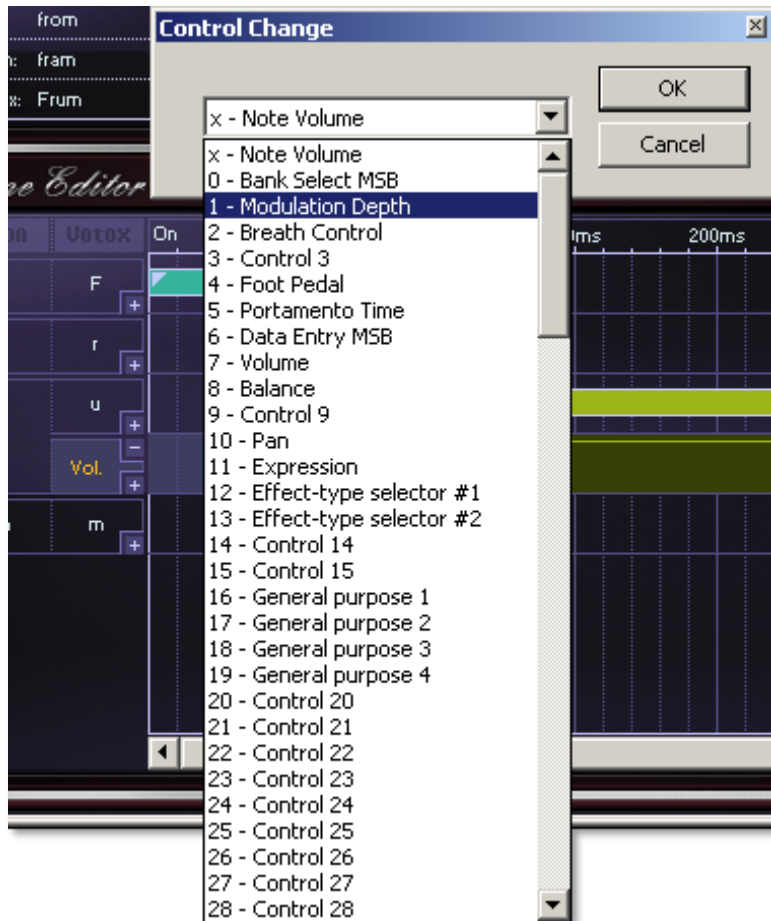 from
fram
x: Frum
Control Change
OK
Cancel
x - Note Volume
x - Note Volume
0 - Bank Select MSB
1 - Modulation Depth
2 - Breath Control
3 - Control 3
4 - Foot Pedal
5 - Portamento Time
6 - Data Entry MSB
7 - Volume
8 - Balance
9 - Control 9
10 - Pan
11 - Expression
12 - Effect-type selector #1
13 - Effect-type selector #2
14 - Control 14
15 - Control 15
16 - General purpose 1
17 - General purpose 2
18 - General purpose 3
19 - General purpose 4
20 - Control 20
21 - Control 21
22 - Control 22
23 - Control 23
24 - Control 24
25 - Control 25
26 - Control 26
27 - Control 27
28 - Control 28
Editor
Votox On ms 200ms
F
+
r
+
u
+
Vol. -
+
m
+